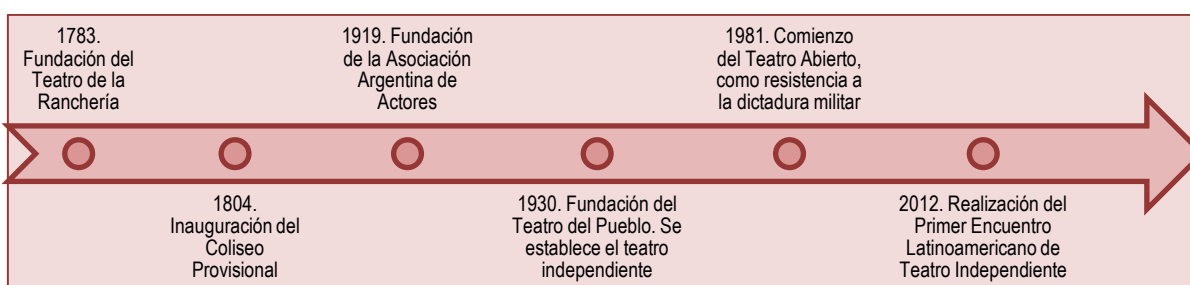 1783.
Fundación del
Teatro de la
Ranchería
1919. Fundación
de la Asociación
Argentina de
Actores
1981. Comienzo
del Teatro Abierto,
como resistencia a
la dictadura militar
1804.
Inauguración del
Coliseo
Provisional
1930. Fundación del
Teatro del Pueblo. Se
establece el teatro
independiente
2012. Realización del
Primer Encuentro
Latinoamericano de
Teatro Independiente